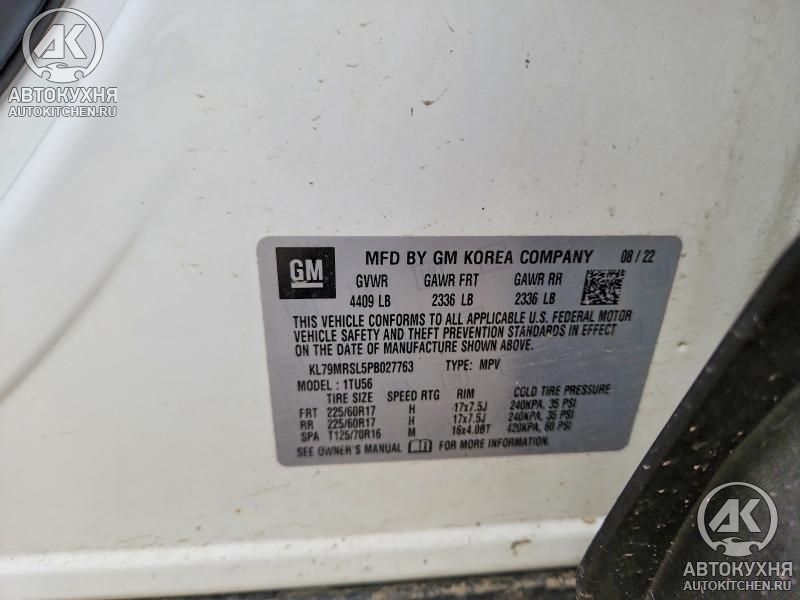 AK
АВТОКУХНЯ
AUTOKITCHEN.RU
GM
MFD BY GM KOREA COMPANY 08 / 22
GVWR GAWR FRT GAWR RR
4409 LB 2336 LB 2336 LB
THIS VEHICLE CONFORMS TO ALL APPLICABLE U.S. FEDERAL MOTOR
VEHICLE SAFETY AND THEFT PREVENTION STANDARDS IN EFFECT
ON THE DATE OF MANUFACTURE SHOWN ABOVE.
KL79MRSL5PB027763 TYPE: MPV
MODEL : 1TU56
TIRE SIZE SPEED RTG RIM COLD TIRE PRESSURE
FRT 225/60R17 H 17x7.5J 240KPA, 35 PSI
RR 225/60R17 H 17x7.5J 240KPA, 35 PSI
SPA T125/70R16 M 16x4.0BT 420KPA, 60 PSI
SEE OWNER'S MANUAL FOR MORE INFORMATION.
AK
АВТОКУХНЯ
AUTOKITCHEN.RU